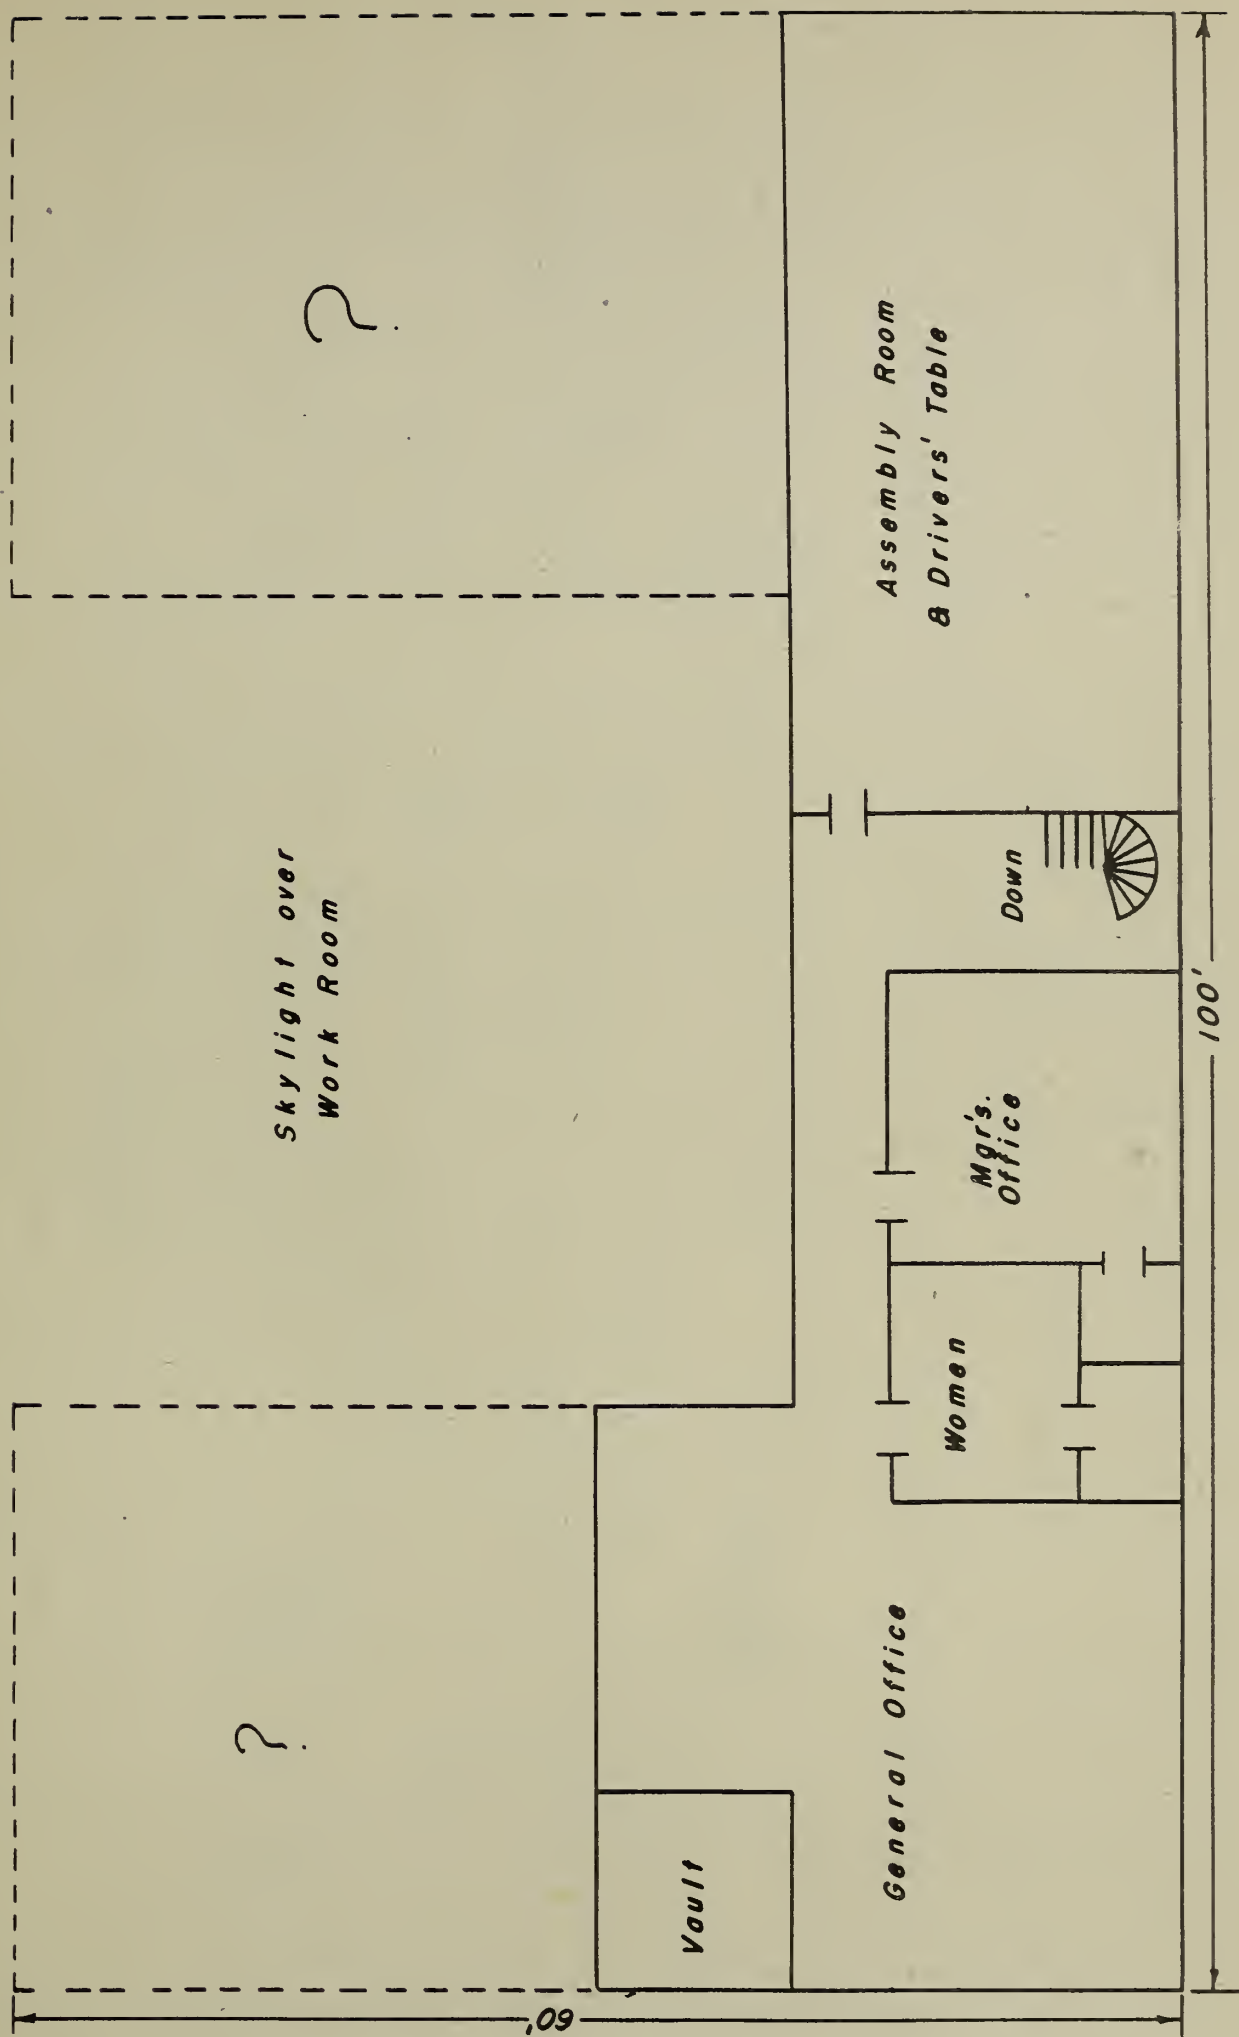 ?
?
Skylight over
Work Room
Vault
General Office
Women
Mgr's.
Office
Down
Assembly Room
& Drivers' Table
60'
100'